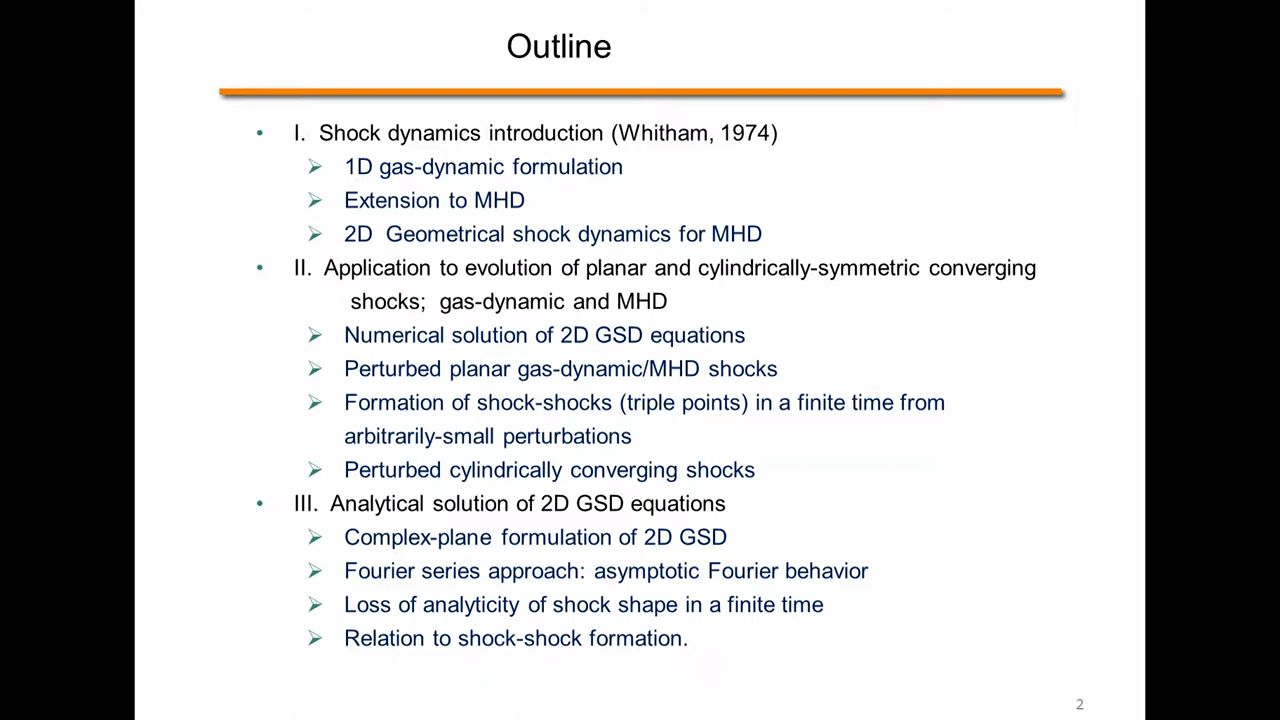 Outline
• I. Shock dynamics introduction (Whitham, 1974)
➢ 1D gas-dynamic formulation
➢ Extension to MHD
➢ 2D Geometrical shock dynamics for MHD
• II. Application to evolution of planar and cylindrically-symmetric converging
shocks; gas-dynamic and MHD
➢ Numerical solution of 2D GSD equations
➢ Perturbed planar gas-dynamic/MHD shocks
➢ Formation of shock-shocks (triple points) in a finite time from
arbitrarily-small perturbations
➢ Perturbed cylindrically converging shocks
• III. Analytical solution of 2D GSD equations
➢ Complex-plane formulation of 2D GSD
➢ Fourier series approach: asymptotic Fourier behavior
➢ Loss of analyticity of shock shape in a finite time
➢ Relation to shock-shock formation.
2